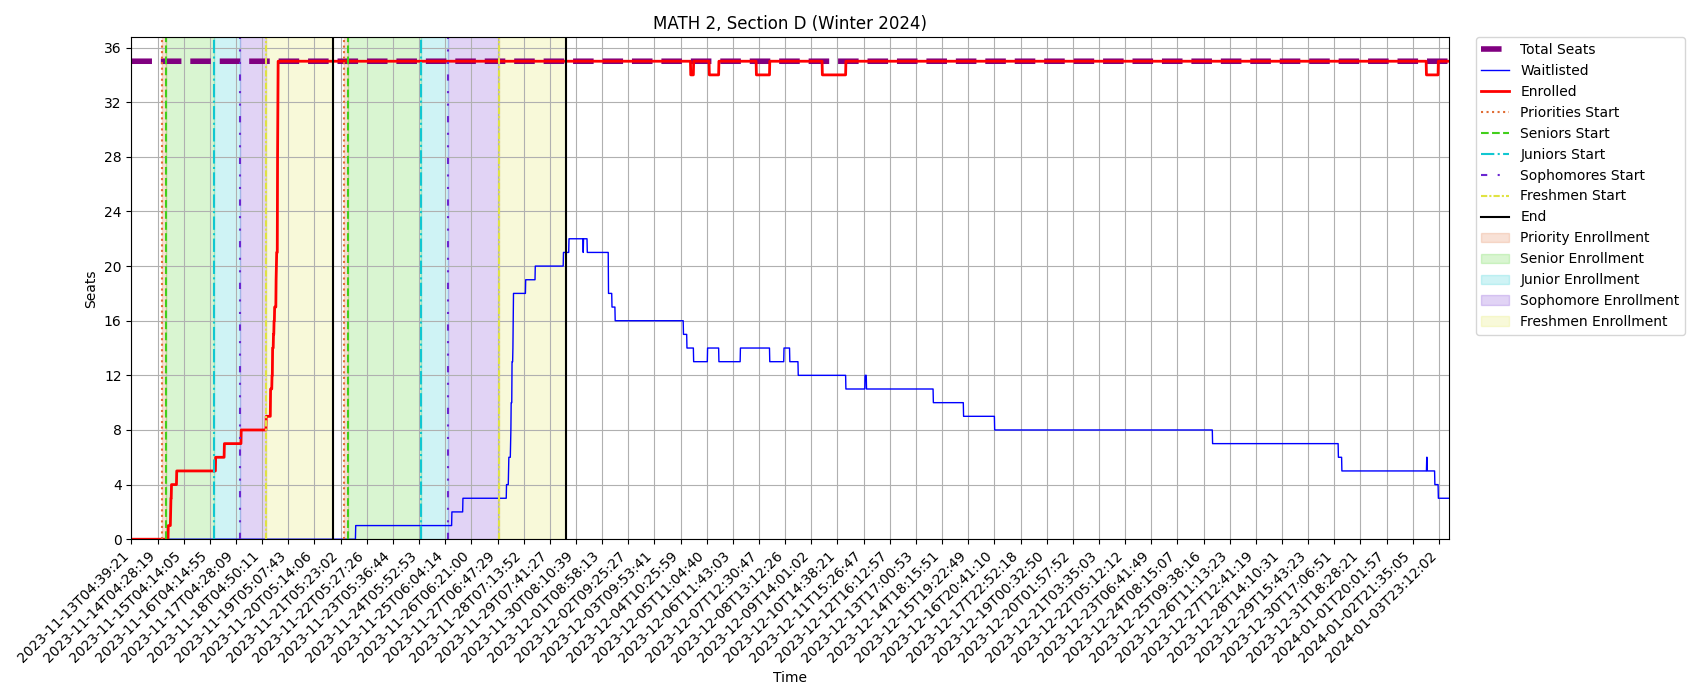 MATH 2, Section D (Winter 2024)
Seats
36
32
28
24
20
16
12
8
4
0
2023-11-13T04:39:21
2023-11-14T04:28:19
2023-11-15T04:14:05
2023-11-16T04:14:55
2023-11-17T04:28:09
2023-11-18T04:50:11
2023-11-19T05:07:43
2023-11-20T05:14:06
2023-11-21T05:23:02
2023-11-22T05:27:26
2023-11-23T05:36:44
2023-11-24T05:52:53
2023-11-26T06:04:14
2023-11-26T06:21:00
2023-11-27T06:47:29
2023-11-28T07:13:52
2023-11-29T07:41:27
2023-11-30T08:10:39
2023-12-01T08:58:13
2023-12-02T09:25:27
2023-12-03T09:53:41
2023-12-04T10:25:59
2023-12-05T11:04:40
2023-12-06T11:43:03
2023-12-07T12:30:47
2023-12-08T13:12:26
2023-12-09T14:01:02
2023-12-11T14:38:21
2023-12-11T15:26:47
2023-12-12T16:12:57
2023-12-13T17:00:53
2023-12-14T18:15:51
2023-12-15T19:22:49
2023-12-16T20:41:10
2023-12-17T22:52:18
2023-12-19T00:32:50
2023-12-20T01:57:52
2023-12-21T03:35:03
2023-12-22T05:12:12
2023-12-23T06:41:49
2023-12-24T08:15:07
2023-12-25T09:38:16
2023-12-26T11:13:23
2023-12-27T12:41:19
2023-12-28T14:10:31
2023-12-29T15:43:23
2023-12-30T17:06:51
2023-12-31T18:28:21
2024-01-01T20:01:57
2024-01-02T21:35:05
2024-01-03T23:12:02
Time
Total Seats
Waitlisted
Enrolled
Priorities Start
Seniors Start
Juniors Start
Sophomores Start
Freshmen Start
End
Priority Enrollment
Senior Enrollment
Junior Enrollment
Sophomore Enrollment
Freshmen Enrollment